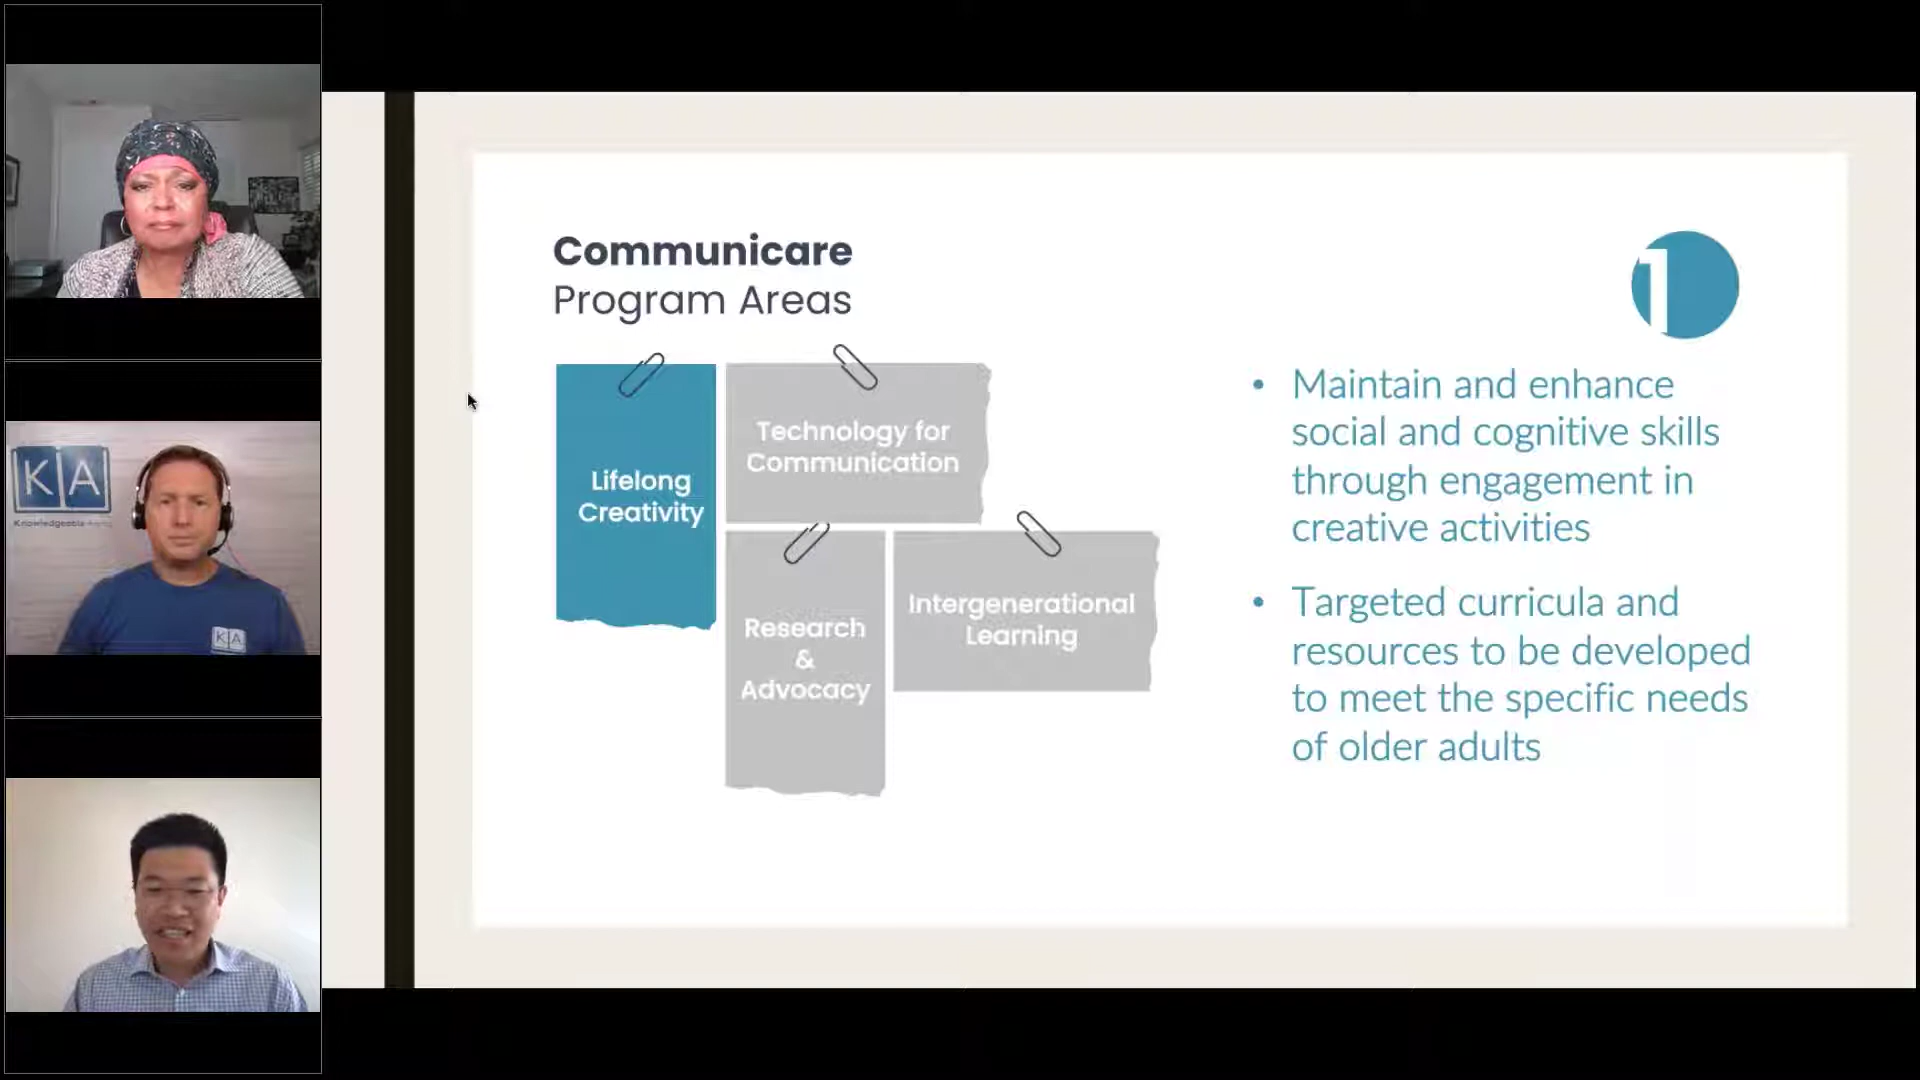 KA
Knowledgeable Aging
KA
Communicare
Program Areas
1
Lifelong
Creativity
Technology for
Communication
Research
&
Advocacy
Intergenerational
Learning
• Maintain and enhance
social and cognitive skills
through engagement in
creative activities
• Targeted curricula and
resources to be developed
to meet the specific needs
of older adults